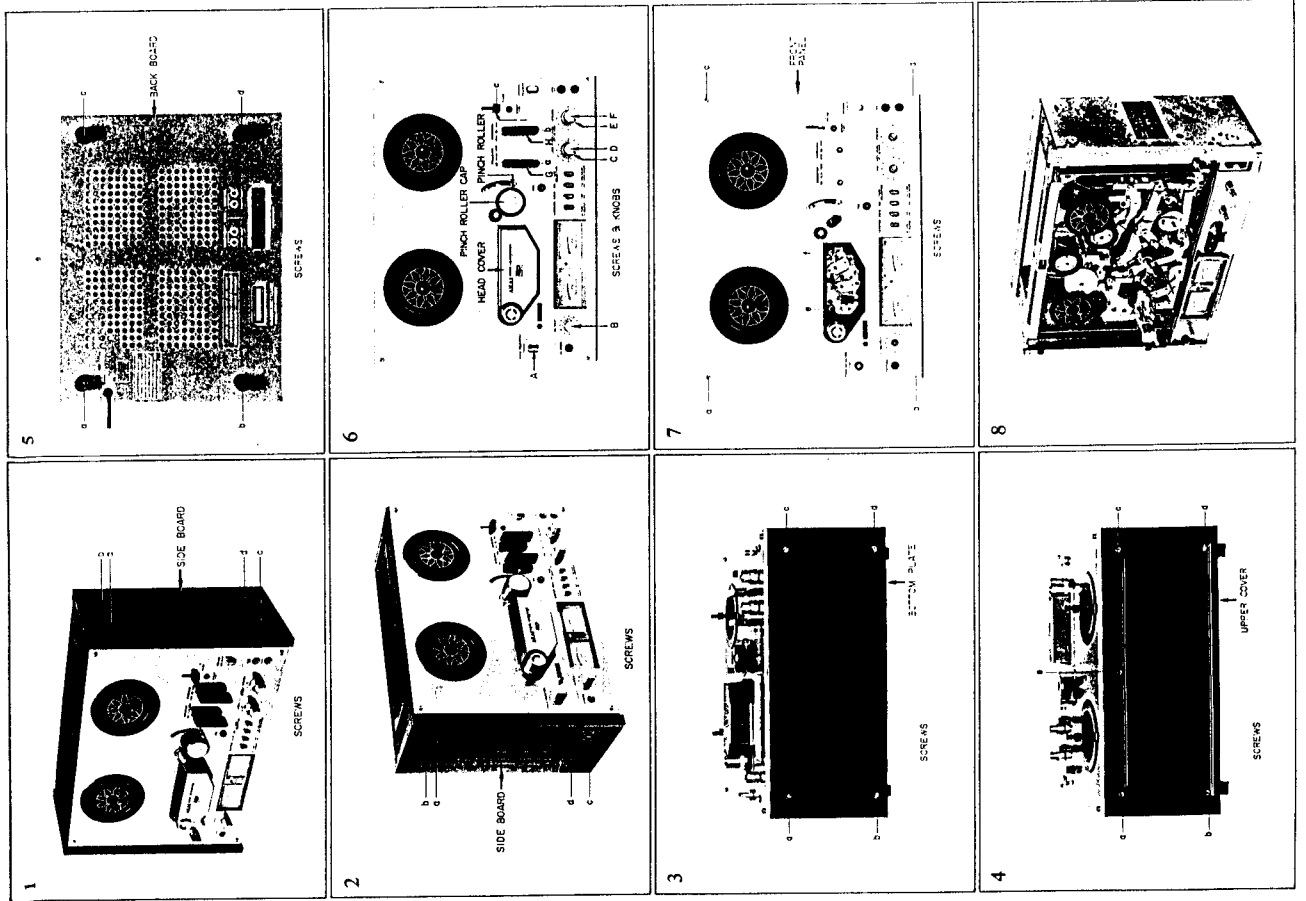 1
b
a
SIDE BOARD
d
c
SCREWS
2
b
a
SIDE BOARD
d
c
SCREWS
3
a
c
b
d
BOTTOM PLATE
SCREWS
4
a
e
c
b
d
UPPER COVER
SCREWS
5
a
c
BACK BOARD
b
d
SCREWS
6
HEAD COVER
PINCH ROLLER CAP
PINCH ROLLER
c
G
a
H
b
A
B
C D
E F
AKAI
SCREWS & KNOBS
7
a
c
FRONT
PANEL
e
f
b
d
SCREWS
8